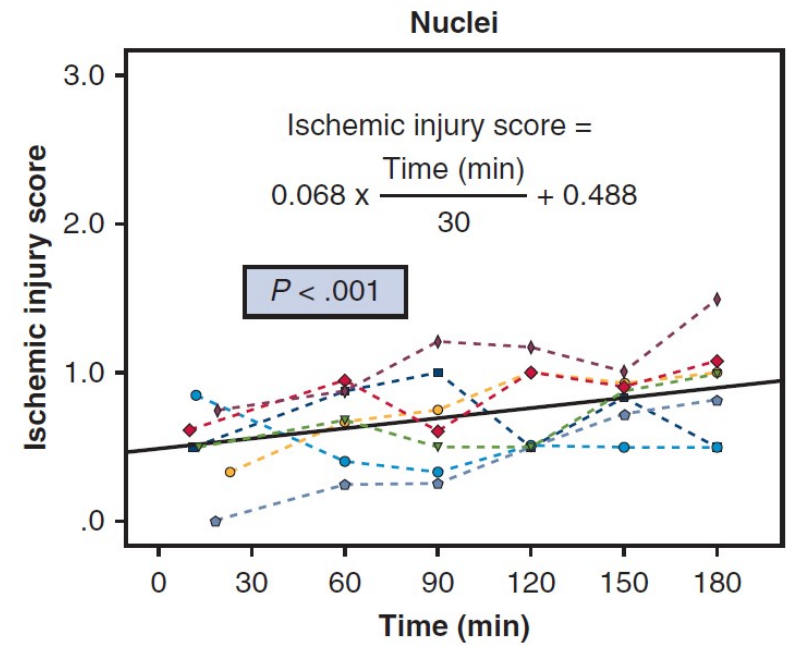 Nuclei
Ischemic injury score
3.0
2.0
1.0
.0
Ischemic injury score =
Time (min)
0.068 x
+ 0.488
30
P < .001
0 30 60 90 120 150 180
Time (min)